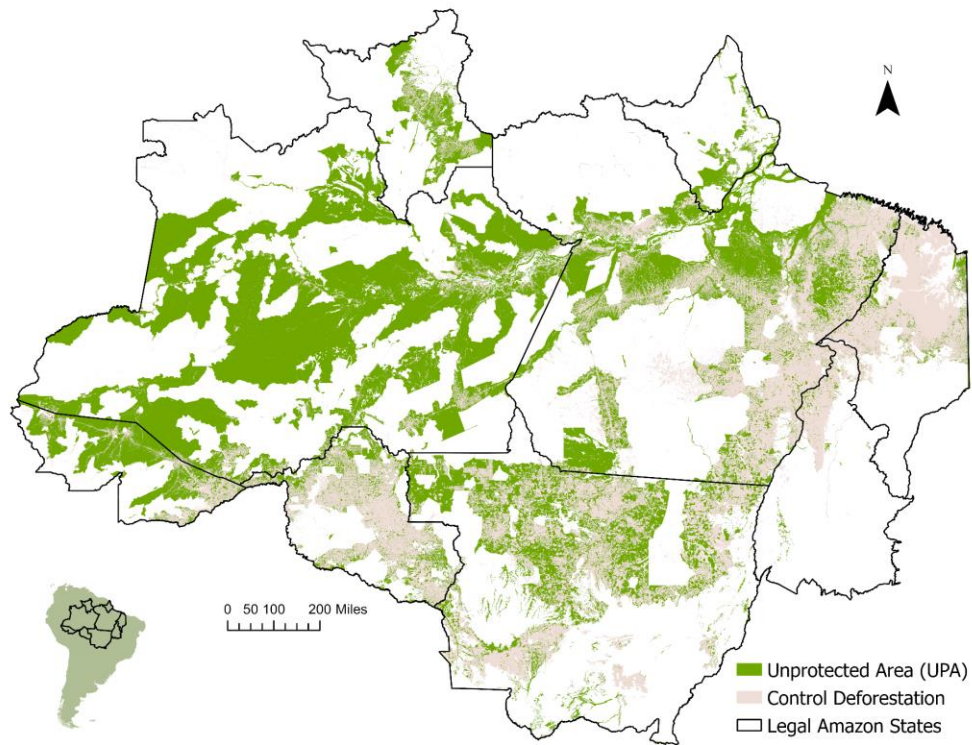 N
0 50 100 200 Miles
Unprotected Area (UPA)
Control Deforestation
Legal Amazon States